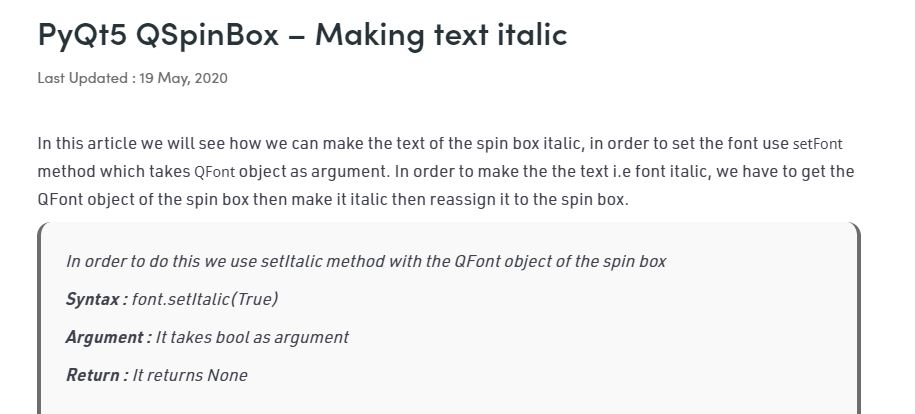 PyQt5 QSpinBox – Making text italic
Last Updated : 19 May, 2020
In this article we will see how we can make the text of the spin box italic, in order to set the font use setFont
method which takes QFont object as argument. In order to make the the text i.e font italic, we have to get the
QFont object of the spin box then make it italic then reassign it to the spin box.
In order to do this we use setItalic method with the QFont object of the spin box
Syntax : font.setItalic(True)
Argument : It takes bool as argument
Return : It returns None